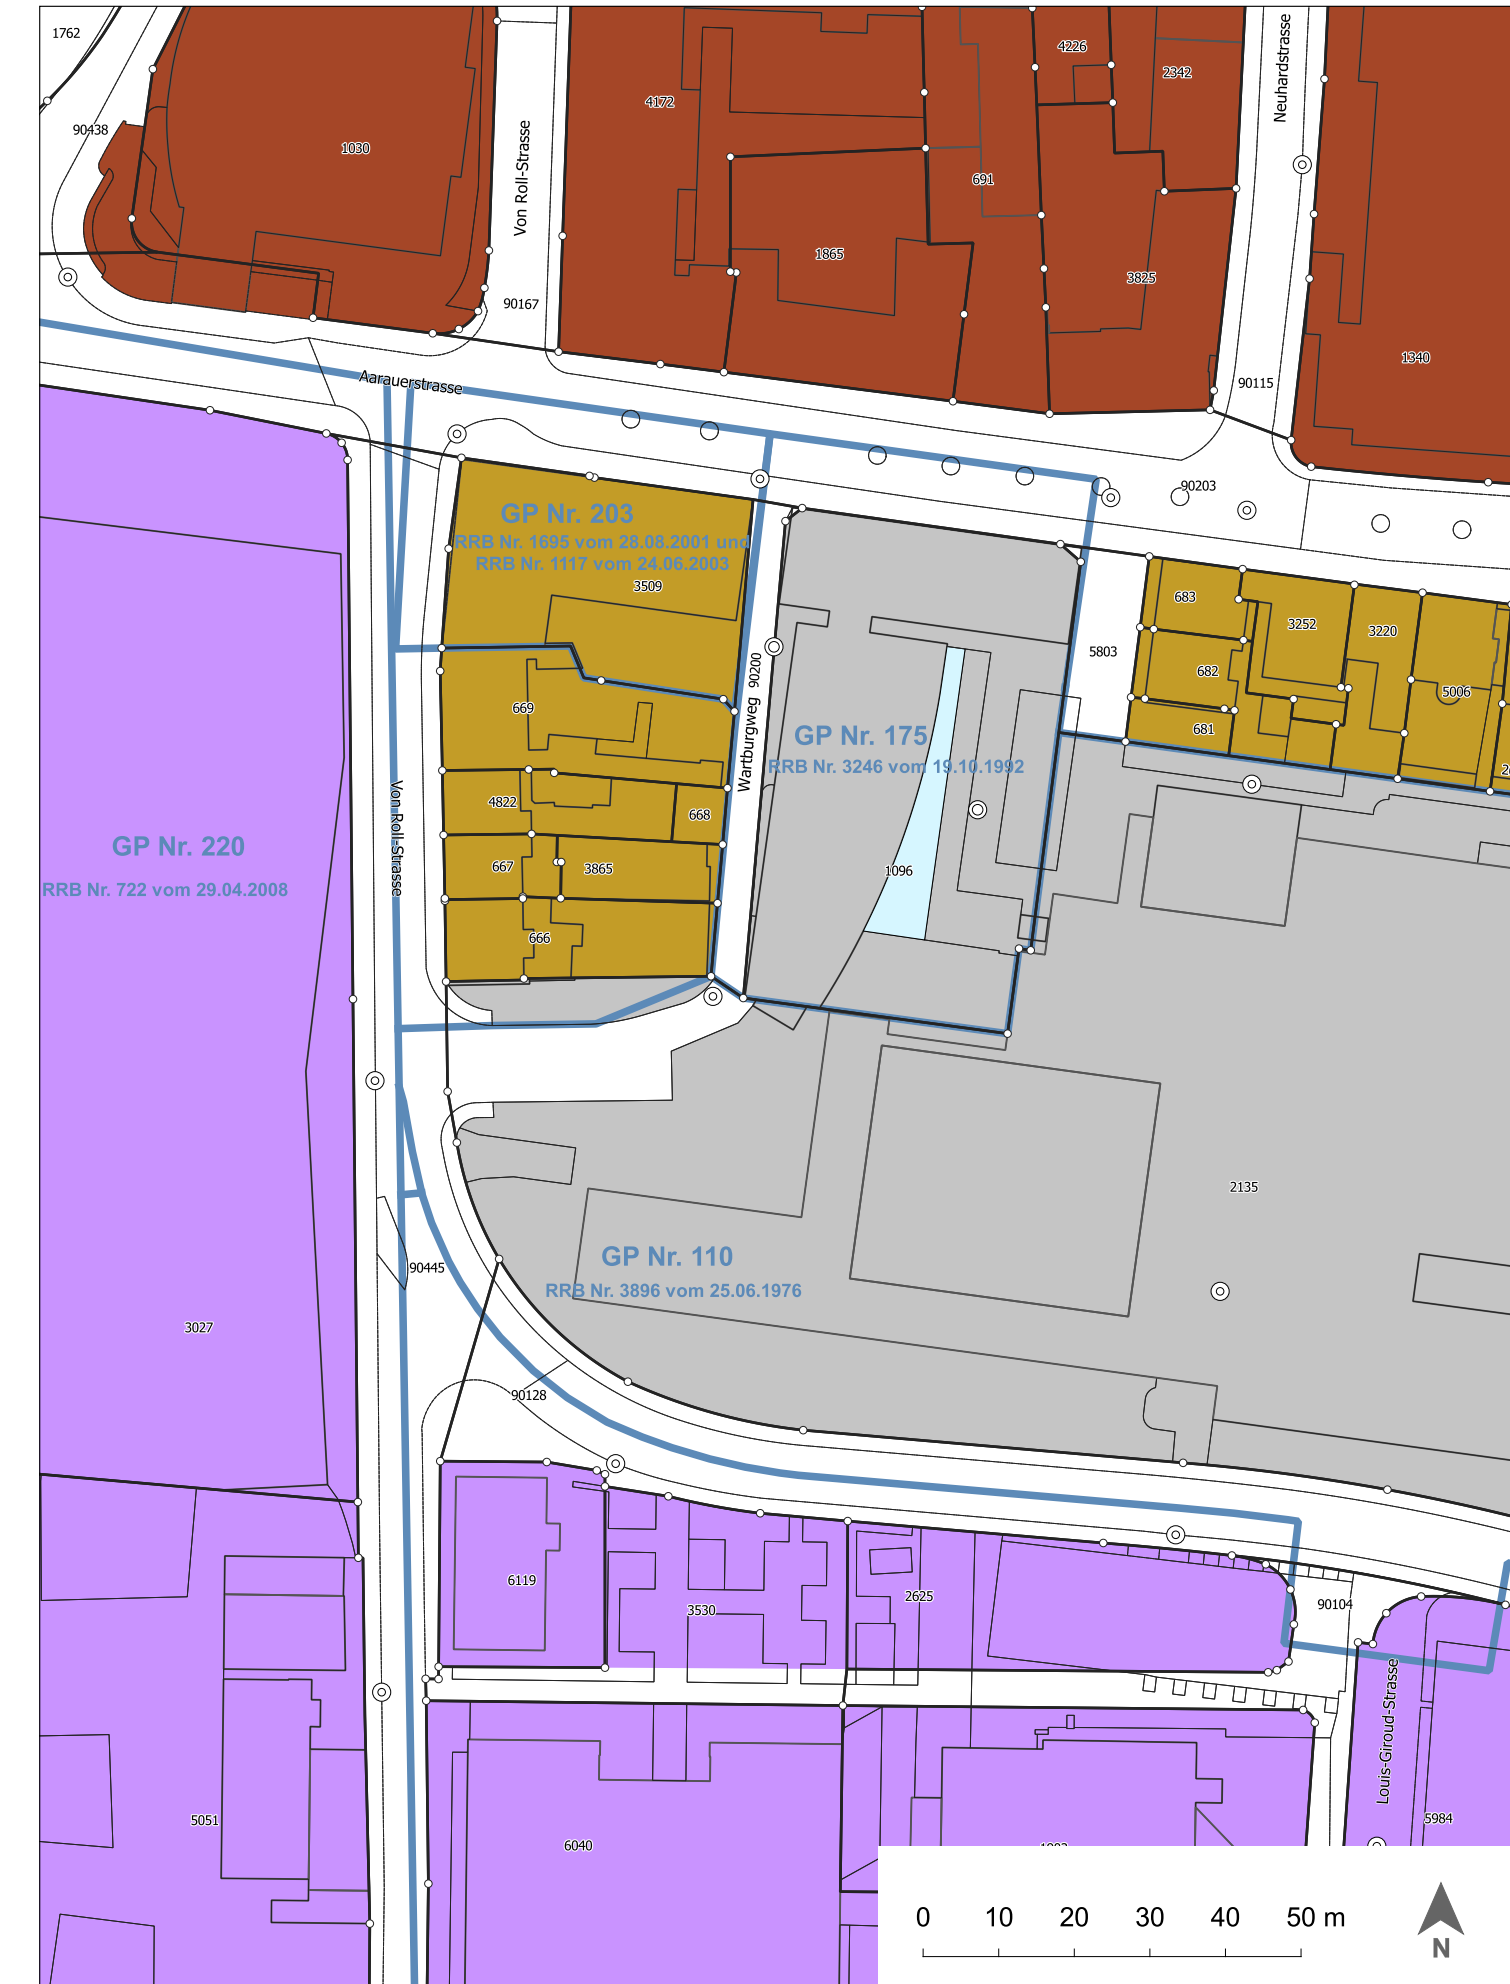 1762
4226
2342
4172
90438
1030
Von Roll-Strasse
Neuhardstrasse
691
1865
3825
90167
1340
90115
Aarauerstrasse
90203
GP Nr. 203
RRB Nr. 1695 vom 28.08.2001 und
RRB Nr. 1117 vom 24.06.2003
3509
683
3252
3220
5803
682
5006
681
669
Wartburgweg
90200
GP Nr. 175
RRB Nr. 3246 vom 19.10.1992
4822
668
667
3865
1096
666
Von Roll-Strasse
GP Nr. 220
RRB Nr. 722 vom 29.04.2008
2135
GP Nr. 110
RRB Nr. 3896 vom 25.06.1976
90445
3027
90128
6119
3530
2625
90104
Louis-Giroud-Strasse
5051
6040
5984
0 10 20 30 40 50 m
N